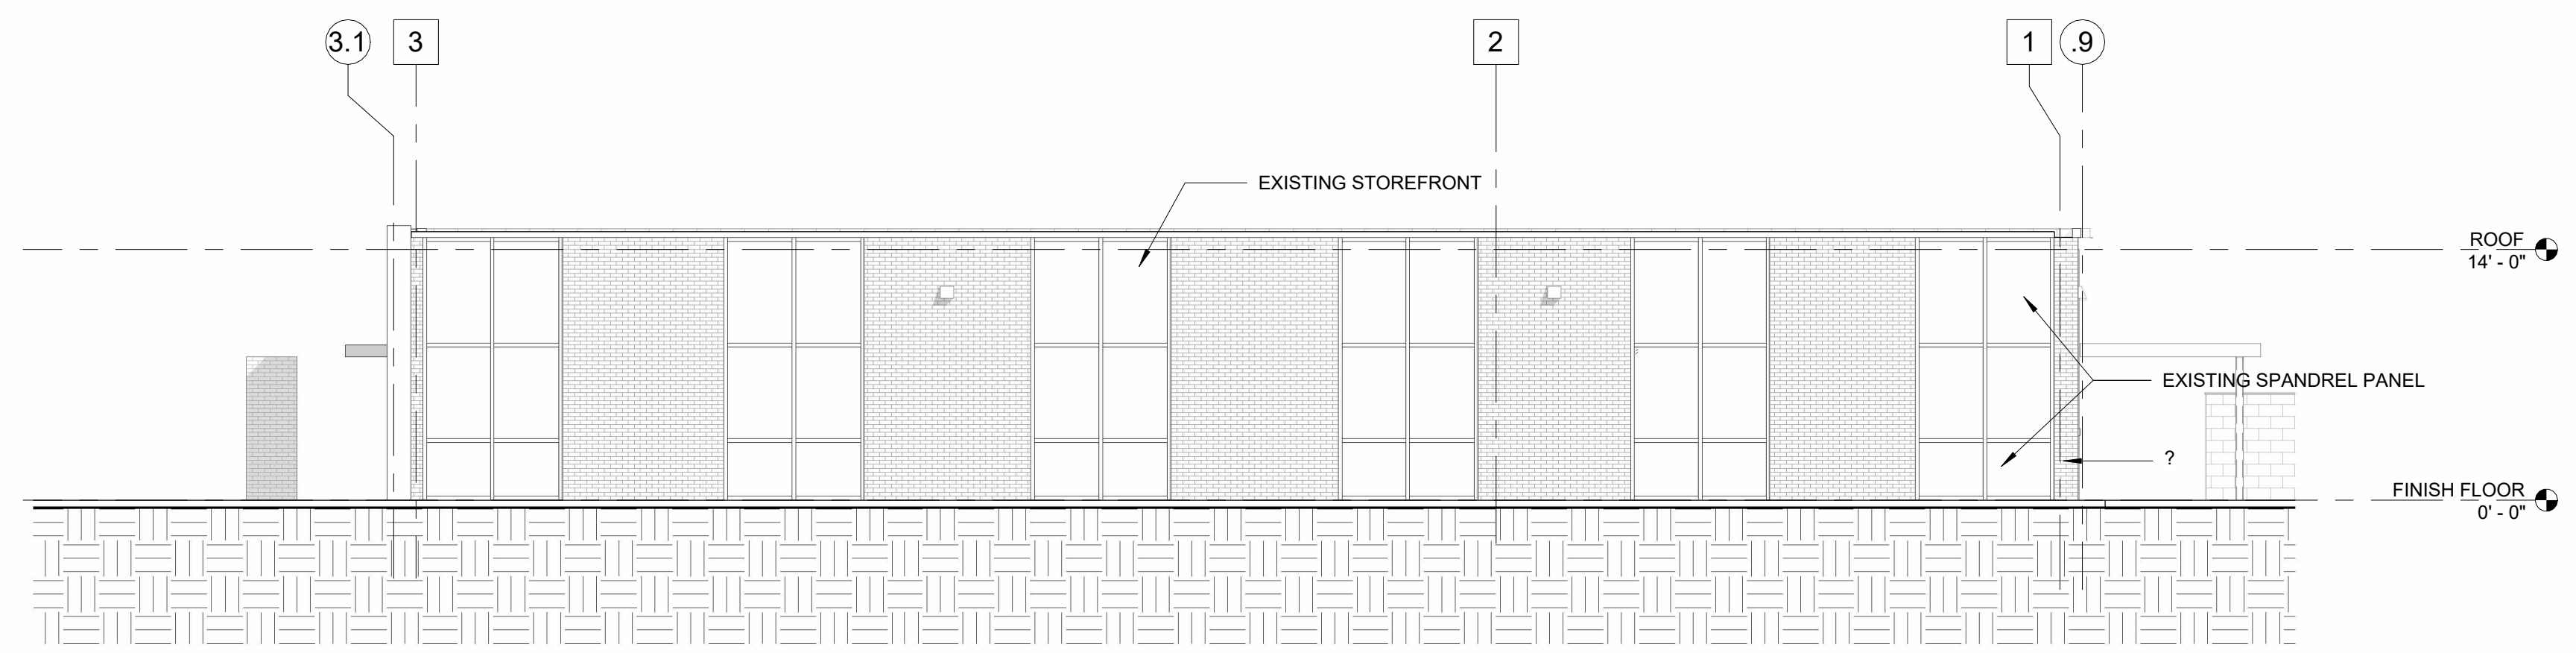 3.1
3
2
1
.9
EXISTING STOREFRONT
ROOF
14' - 0"
EXISTING SPANDREL PANEL
?
FINISH FLOOR
0' - 0"